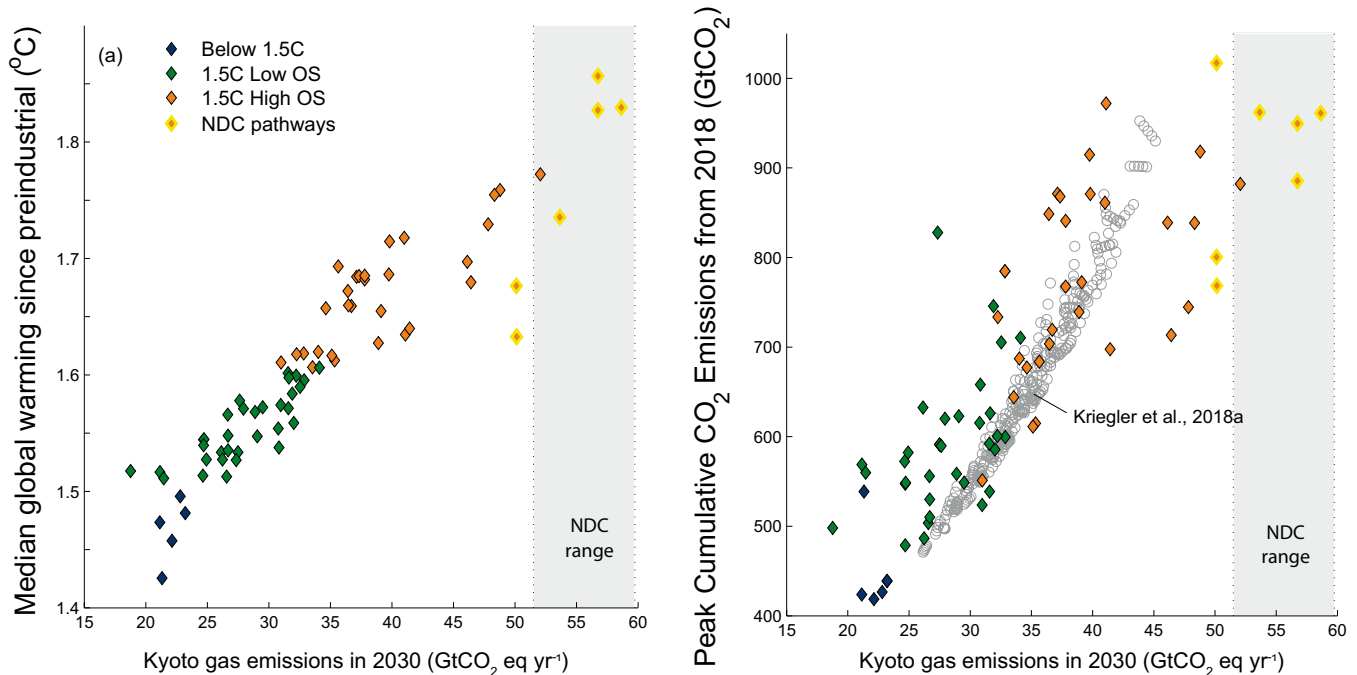 Median global warming since preindustrial (°C)
(a)
Below 1.5C
1.5C Low OS
1.5C High OS
NDC pathways
1.8
1.7
1.6
1.5
1.4
NDC
range
15 20 25 30 35 40 45 50 55 60
Kyoto gas emissions in 2030 (GtCO₂ eq yr⁻¹)
Peak Cumulative CO₂ Emissions from 2018 (GtCO₂)
1000
900
800
700
600
500
400
Kriegler et al., 2018a
NDC
range
15 20 25 30 35 40 45 50 55 60
Kyoto gas emissions in 2030 (GtCO₂ eq yr⁻¹)